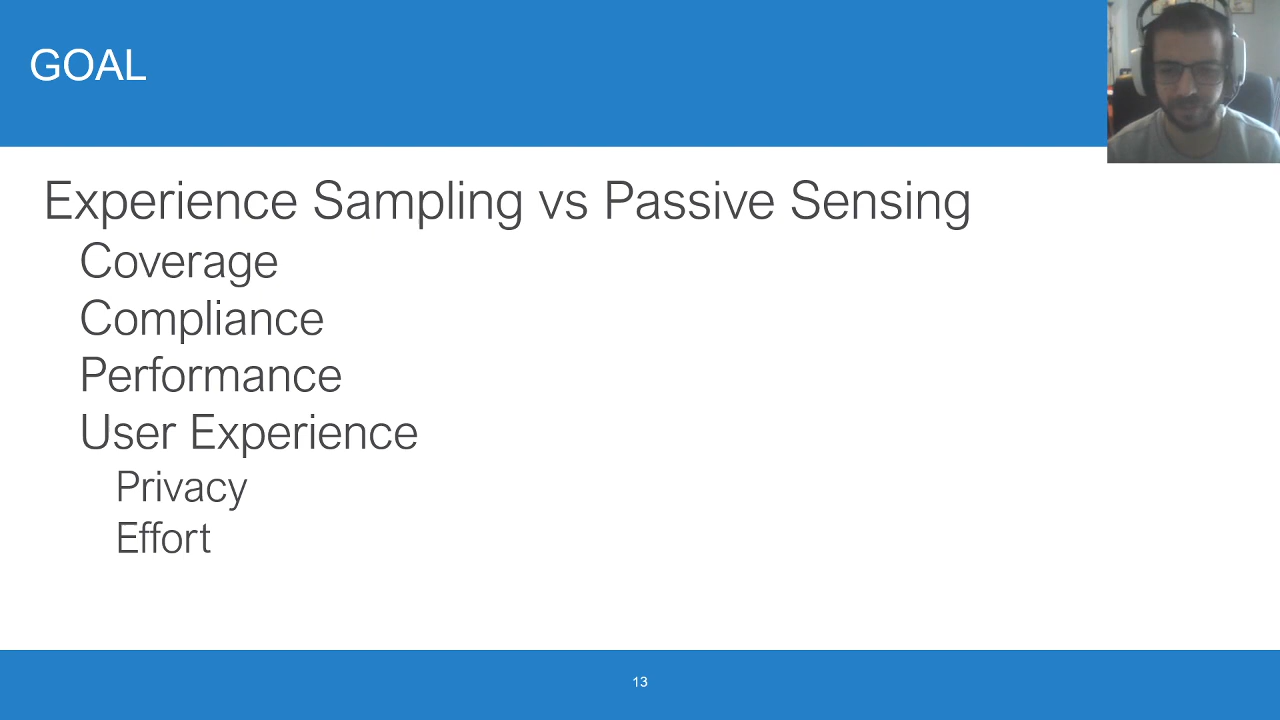 GOAL
Experience Sampling vs Passive Sensing
Coverage
Compliance
Performance
User Experience
Privacy
Effort
13